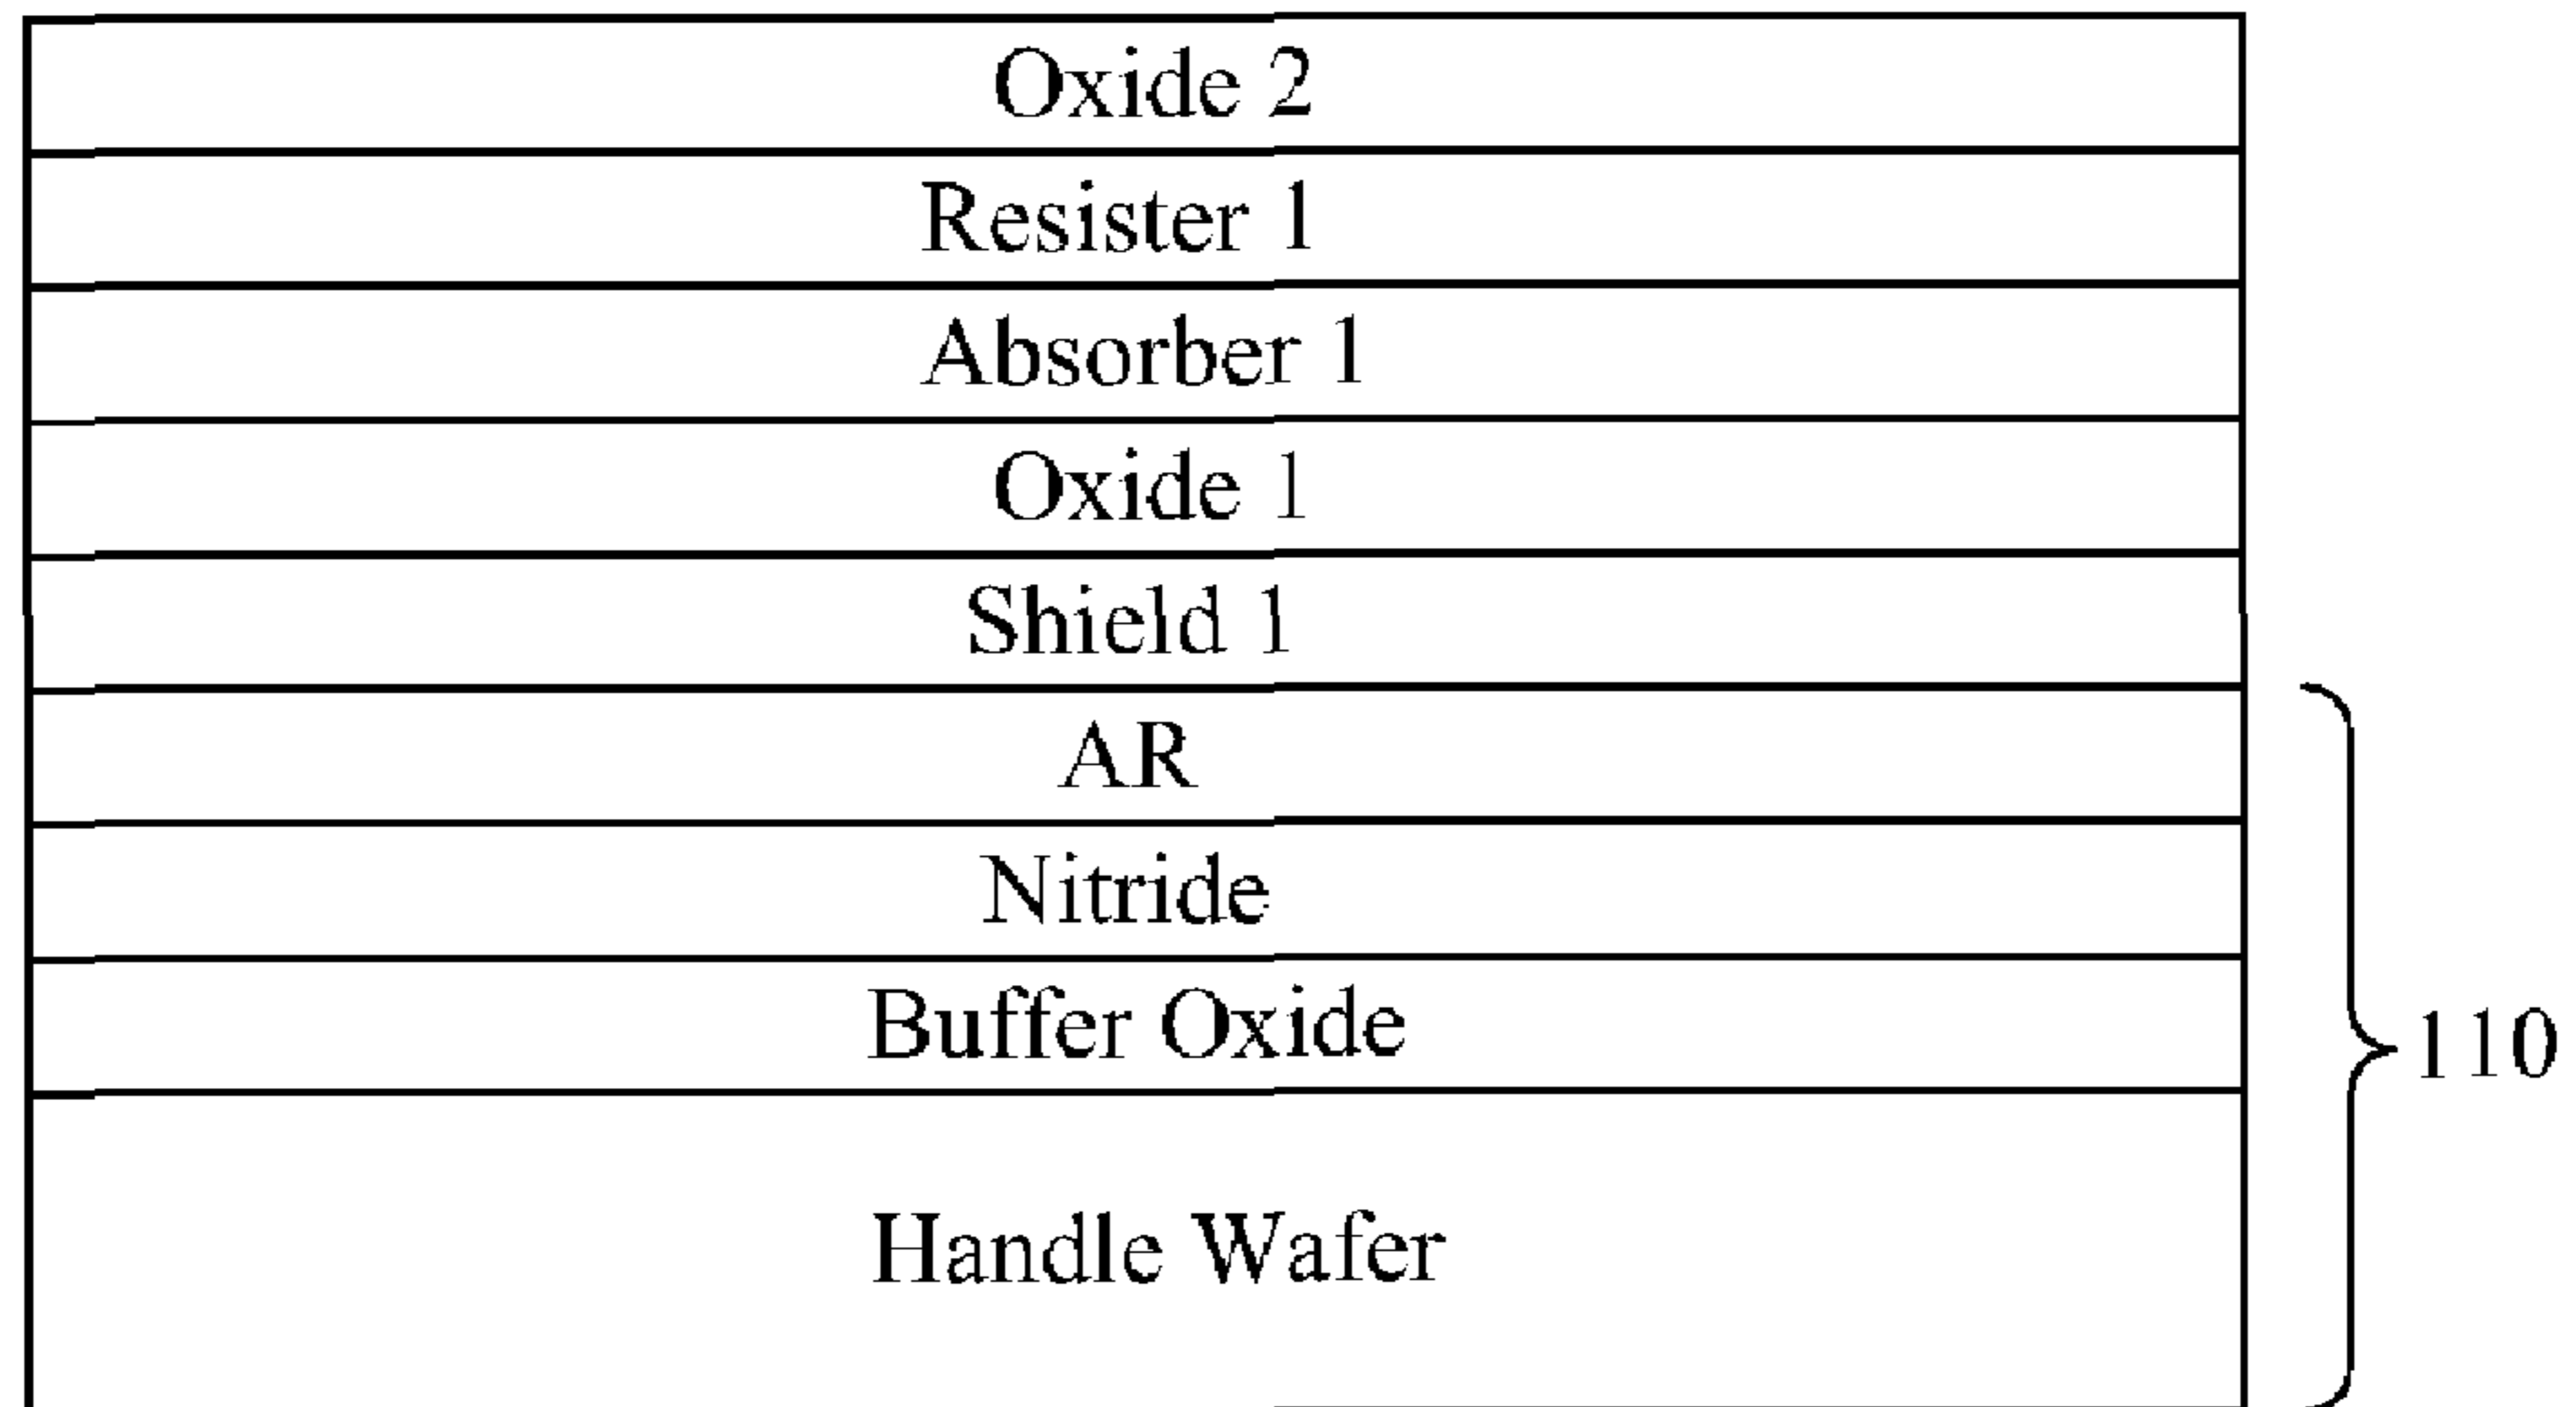 Oxide 2
Resister 1
Absorber 1
Oxide 1
Shield 1
AR
Nitride
Buffer Oxide
110
Handle Wafer